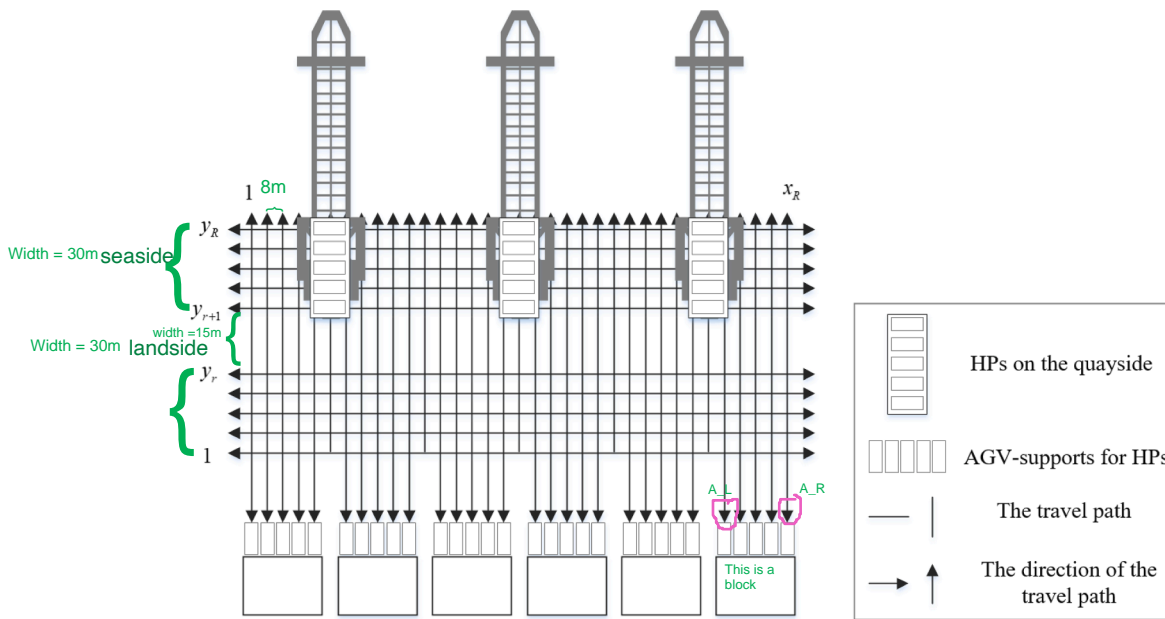 1
8m
x_R
y_R
Width = 30m seaside
y_{r+1}
width =15m
Width = 30m landside
y_r
1
A_L
A_R
This is a
block
HPs on the quayside
AGV-supports for HPs
The travel path
The direction of the
travel path